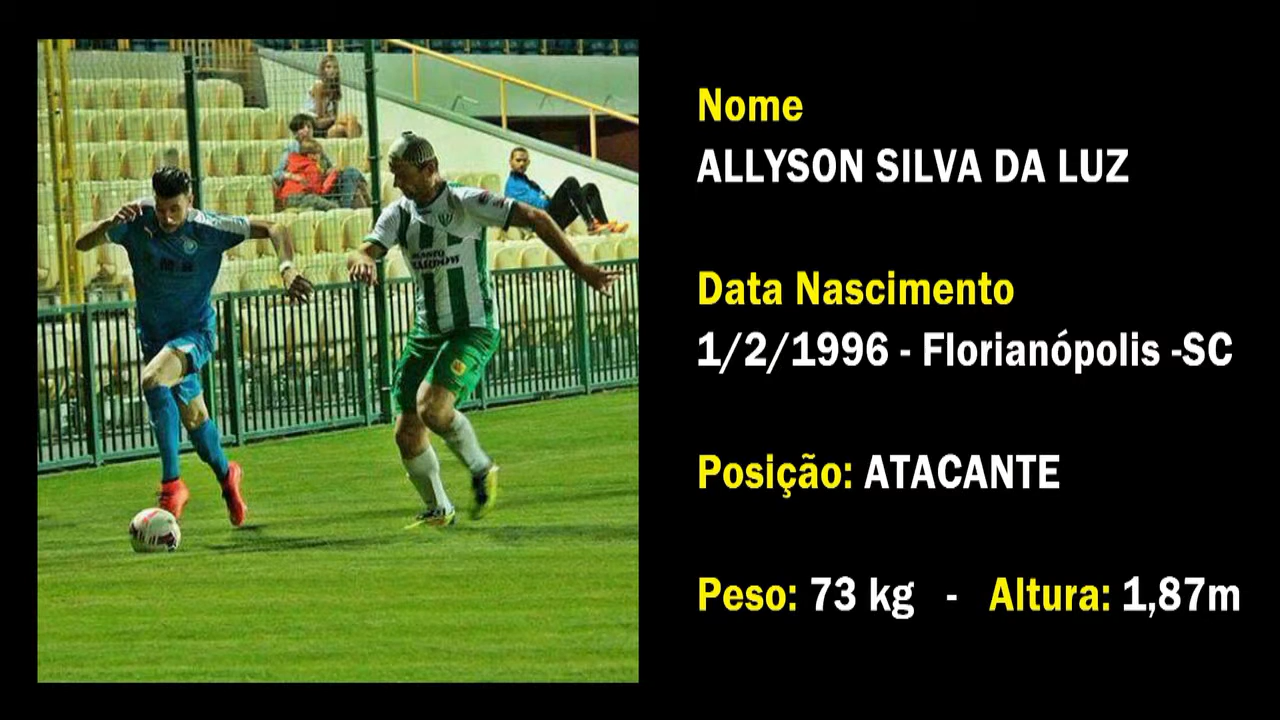 Nome
ALLYSON SILVA DA LUZ
Data Nascimento
1/2/1996 - Florianópolis -SC
Posição: ATACANTE
Peso: 73 kg - Altura: 1,87m